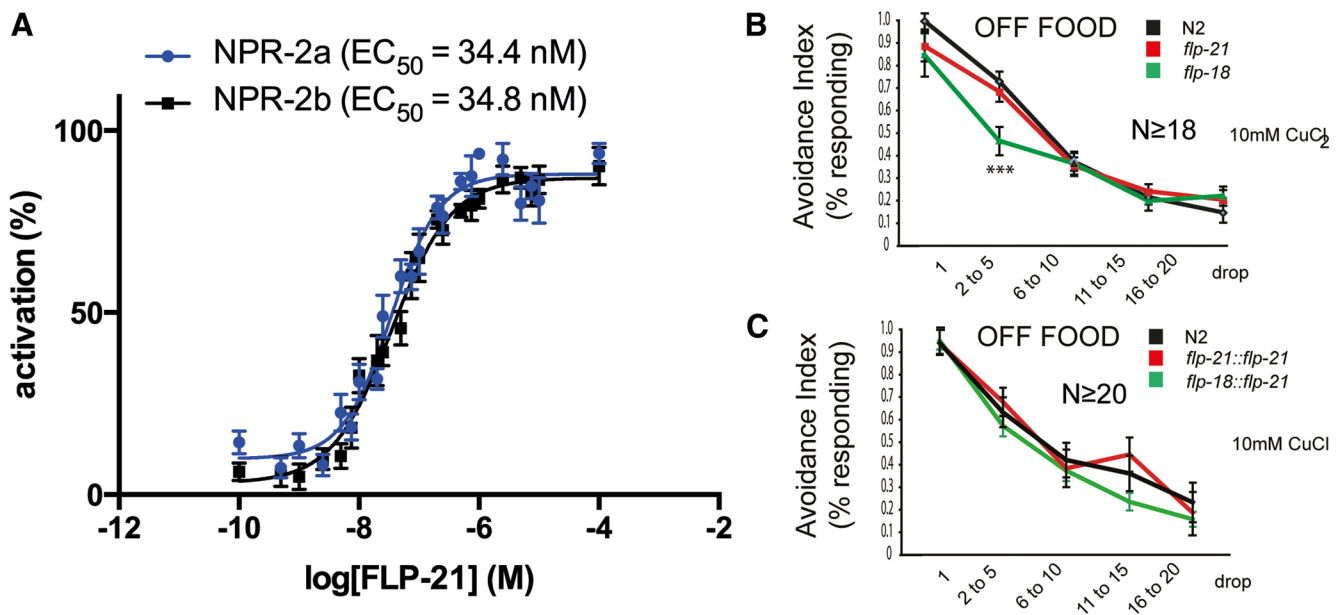 A
NPR-2a (EC50 = 34.4 nM)
NPR-2b (EC50 = 34.8 nM)
activation (%)
100
50
0
-12
-10
-8
-6
-4
-2
log[FLP-21] (M)
B
OFF FOOD
N2
flp-21
flp-18
N≥18
10mM CuCl2
***
Avoidance Index
(% responding)
1.0
0.9
0.8
0.7
0.6
0.5
0.4
0.3
0.2
0.1
0
1
2 to 5
6 to 10
11 to 15
16 to 20
drop
C
OFF FOOD
N2
flp-21::flp-21
flp-18::flp-21
N≥20
10mM CuCl
Avoidance Index
(% responding)
1.0
0.9
0.8
0.7
0.6
0.5
0.4
0.3
0.2
0.1
0
1
2 to 5
6 to 10
11 to 15
16 to 20
drop